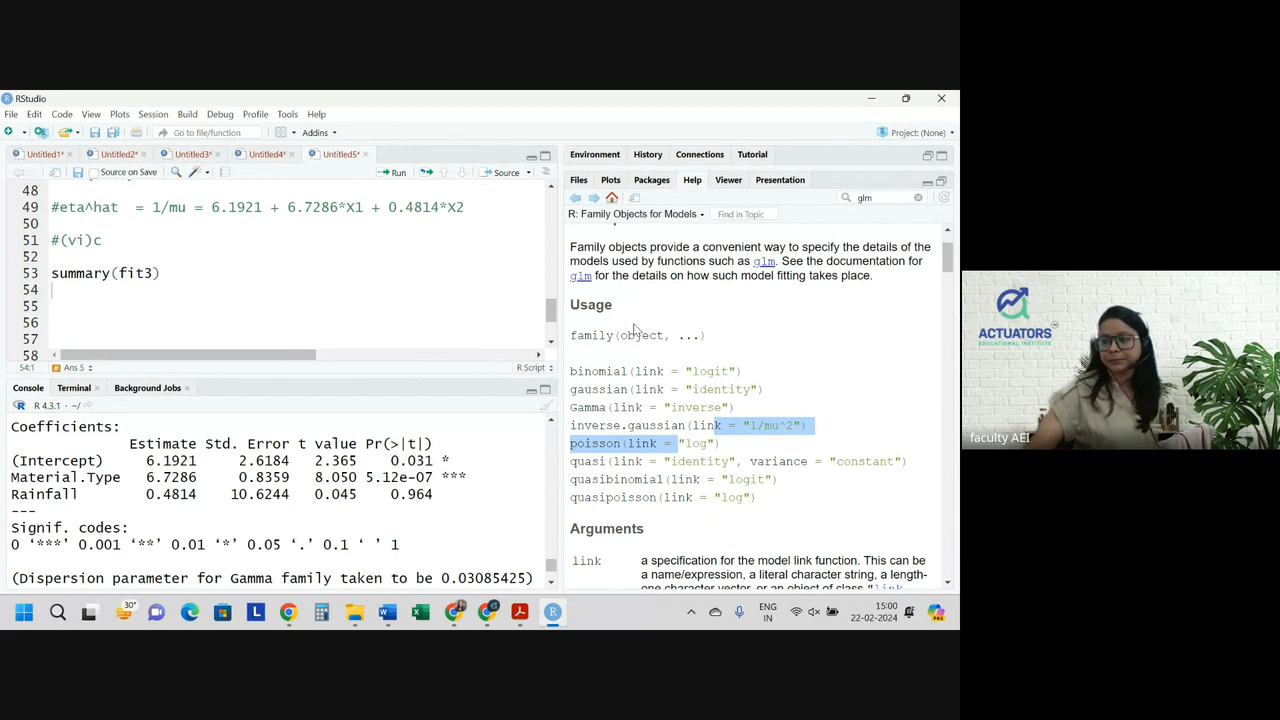 RStudio
File Edit Code View Plots Session Build Debug Profile Tools Help
Go to file/function Addins Project: (None)
Untitled1* Untitled2* Untitled3* Untitled4* Untitled5*
Source on Save Run Source
48
49 #eta^hat = 1/mu = 6.1921 + 6.7286*X1 + 0.4814*X2
50
51 #(vi)c
52
53 summary(fit3)
54
55
56
57
58
54:1 Ans 5 R Script
Console Terminal Background Jobs
R 4.3.1 · ~/
Coefficients:
Estimate Std. Error t value Pr(>|t|)
(Intercept) 6.1921 2.6184 2.365 0.031 *
Material.Type 6.7286 0.8359 8.050 5.12e-07 ***
Rainfall 0.4814 10.6244 0.045 0.964
---
Signif. codes:
0 ‘***’ 0.001 ‘**’ 0.01 ‘*’ 0.05 ‘.’ 0.1 ‘ ’ 1
(Dispersion parameter for Gamma family taken to be 0.03085425)
Environment History Connections Tutorial
Files Plots Packages Help Viewer Presentation
glm
R: Family Objects for Models Find in Topic
Family objects provide a convenient way to specify the details of the
models used by functions such as glm. See the documentation for
glm for the details on how such model fitting takes place.
Usage
family(object, ...)
binomial(link = "logit")
gaussian(link = "identity")
Gamma(link = "inverse")
inverse.gaussian(link = "1/mu^2")
poisson(link = "log")
quasi(link = "identity", variance = "constant")
quasibinomial(link = "logit")
quasipoisson(link = "log")
Arguments
link a specification for the model link function. This can be
a name/expression, a literal character string, a length-
one character vector, or an object of class "link-
30°
ENG
IN
15:00
22-02-2024
ACTUATORS
EDUCATIONAL INSTITUTE
faculty AEI